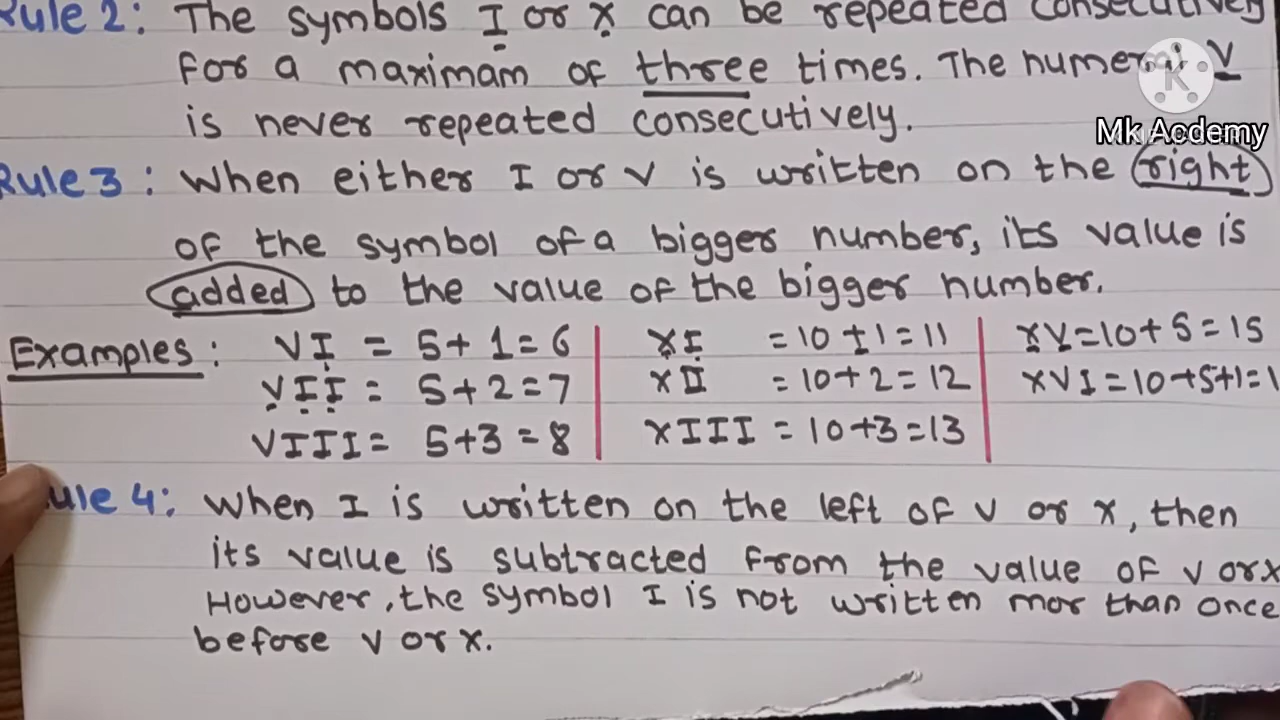 Rule 2: The symbols I or X can be repeated consecutively
for a maximam of three times. The numeral V
is never repeated consecutively.
Mk Acdemy
Rule 3: When either I or V is written on the right
of the symbol of a bigger number, its value is
added to the value of the bigger number.
Examples: VI = 5+1=6 XI =10+1=11 XV=10+5=15
VII = 5+2=7 XII =10+2=12 XVI=10+5+1=1
VIII= 5+3=8 XIII =10+3=13
Rule 4: When I is written on the left of V or X, then
its value is subtracted from the value of V or X
However, the symbol I is not written mor than once
before V or X.